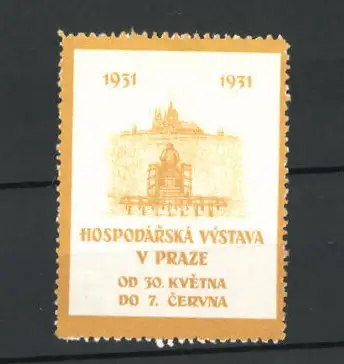 1931 1931
HOSPODÁŘSKÁ VÝSTAVA
V PRAZE
OD 30. KVĚTNA
DO 7. ČERVNA